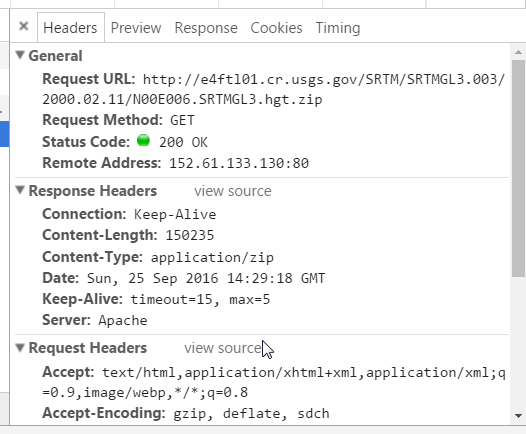 × Headers Preview Response Cookies Timing
▼ General
Request URL: http://e4ftl01.cr.usgs.gov/SRTM/SRTMGL3.003/
2000.02.11/N00E006.SRTMGL3.hgt.zip
Request Method: GET
Status Code: 200 OK
Remote Address: 152.61.133.130:80
▼ Response Headers view source
Connection: Keep-Alive
Content-Length: 150235
Content-Type: application/zip
Date: Sun, 25 Sep 2016 14:29:18 GMT
Keep-Alive: timeout=15, max=5
Server: Apache
▼ Request Headers view source
Accept: text/html,application/xhtml+xml,application/xml;q
=0.9,image/webp,*/*;q=0.8
Accept-Encoding: gzip, deflate, sdch